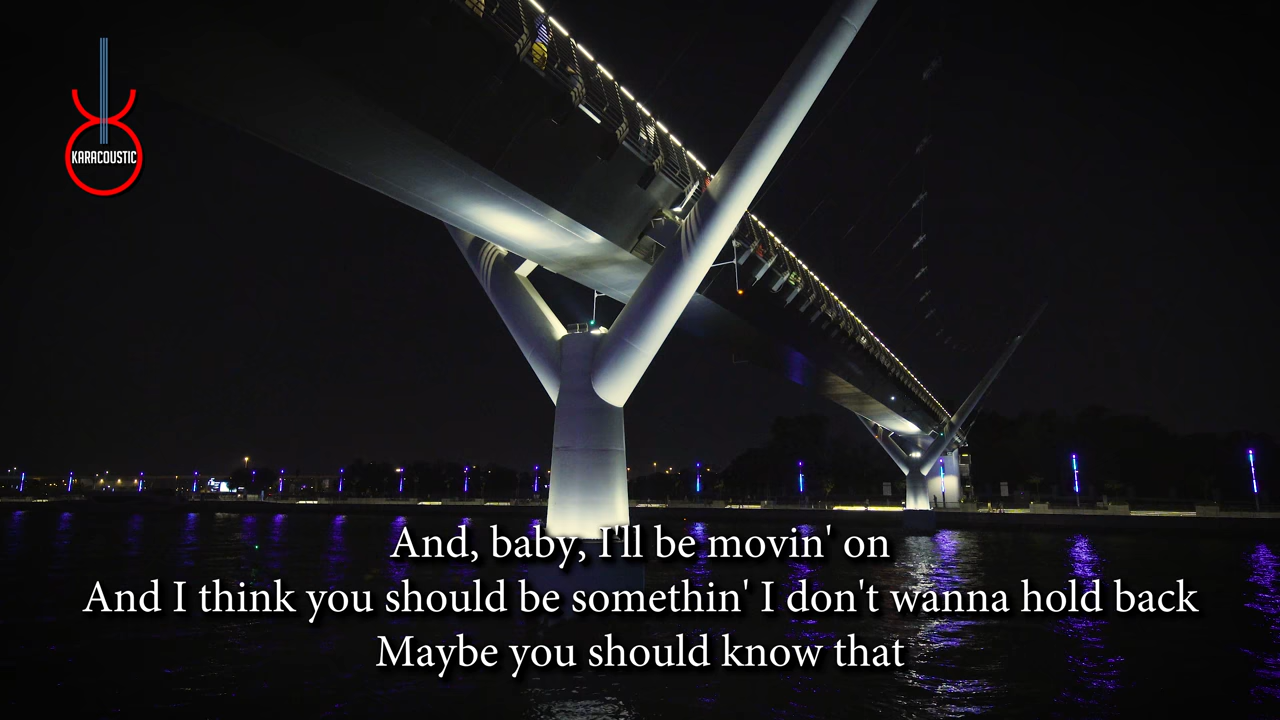 KARACOUSTIC
And, baby, I'll be movin' on
And I think you should be somethin' I don't wanna hold back
Maybe you should know that